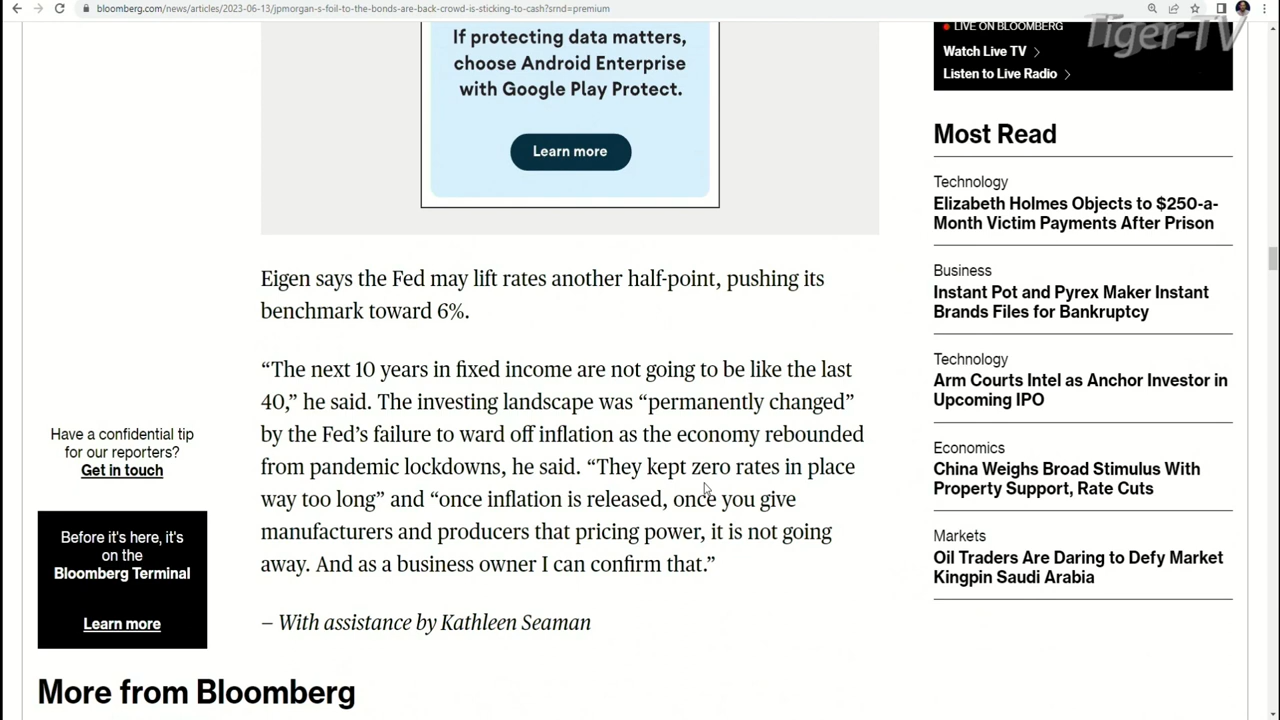 bloomberg.com/news/articles/2023-06-13/jpmorgan-s-foil-to-the-bonds-are-back-crowd-is-sticking-to-cash?srnd=premium
Tiger-TV
If protecting data matters,
choose Android Enterprise
with Google Play Protect.
Learn more
Eigen says the Fed may lift rates another half-point, pushing its
benchmark toward 6%.
“The next 10 years in fixed income are not going to be like the last
40,” he said. The investing landscape was “permanently changed”
by the Fed’s failure to ward off inflation as the economy rebounded
from pandemic lockdowns, he said. “They kept zero rates in place
way too long” and “once inflation is released, once you give
manufacturers and producers that pricing power, it is not going
away. And as a business owner I can confirm that.”
– With assistance by Kathleen Seaman
Have a confidential tip
for our reporters?
Get in touch
Before it's here, it's
on the
Bloomberg Terminal
Learn more
More from Bloomberg
LIVE ON BLOOMBERG
Watch Live TV
Listen to Live Radio
Most Read
Technology
Elizabeth Holmes Objects to $250-a-
Month Victim Payments After Prison
Business
Instant Pot and Pyrex Maker Instant
Brands Files for Bankruptcy
Technology
Arm Courts Intel as Anchor Investor in
Upcoming IPO
Economics
China Weighs Broad Stimulus With
Property Support, Rate Cuts
Markets
Oil Traders Are Daring to Defy Market
Kingpin Saudi Arabia